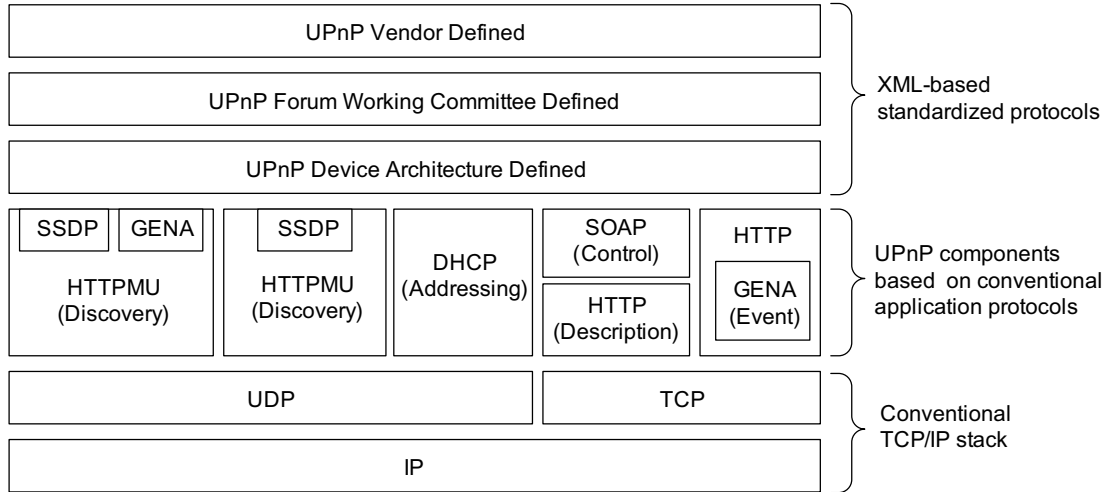 UPnP Vendor Defined
UPnP Forum Working Committee Defined
UPnP Device Architecture Defined
XML-based
standardized protocols
SSDP
GENA
HTTPMU
(Discovery)
SSDP
HTTPMU
(Discovery)
DHCP
(Addressing)
SOAP
(Control)
HTTP
(Description)
HTTP
GENA
(Event)
UPnP components
based on conventional
application protocols
UDP
TCP
IP
Conventional
TCP/IP stack